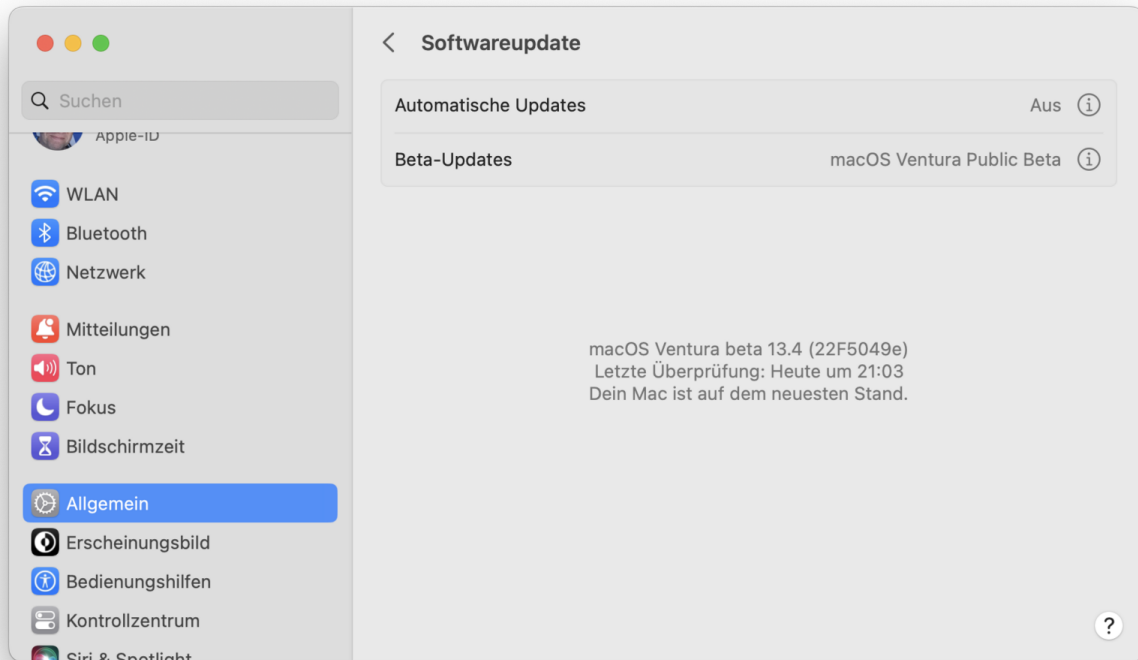 Softwareupdate
Suchen
Apple-ID
WLAN
Bluetooth
Netzwerk
Mitteilungen
Ton
Fokus
Bildschirmzeit
Allgemein
Erscheinungsbild
Bedienungshilfen
Kontrollzentrum
Siri & Spotlight
Automatische Updates Aus
Beta-Updates macOS Ventura Public Beta
macOS Ventura beta 13.4 (22F5049e)
Letzte Überprüfung: Heute um 21:03
Dein Mac ist auf dem neuesten Stand.
?